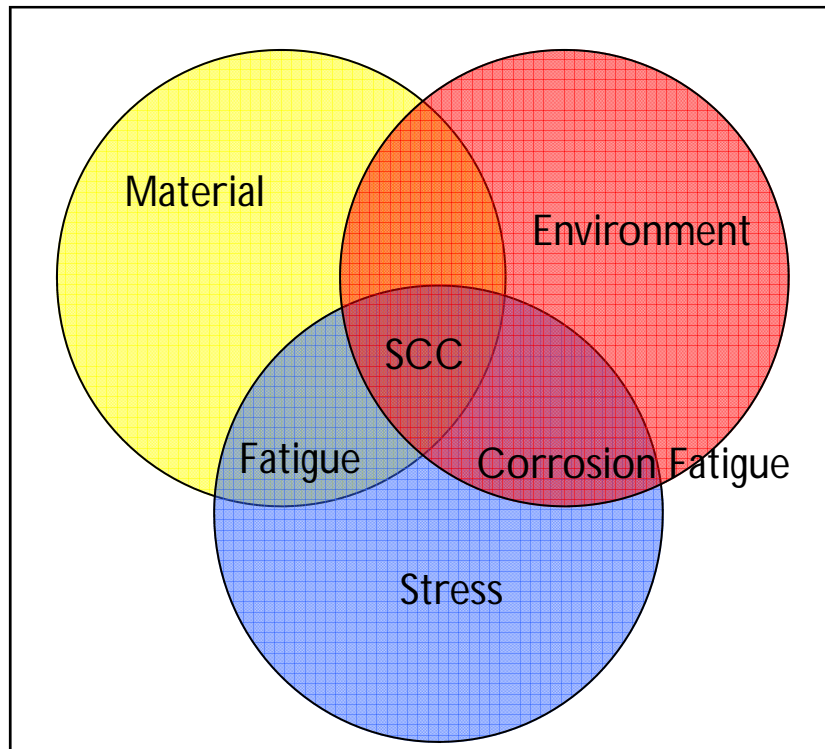 Material
Environment
SCC
Fatigue
Corrosion Fatigue
Stress